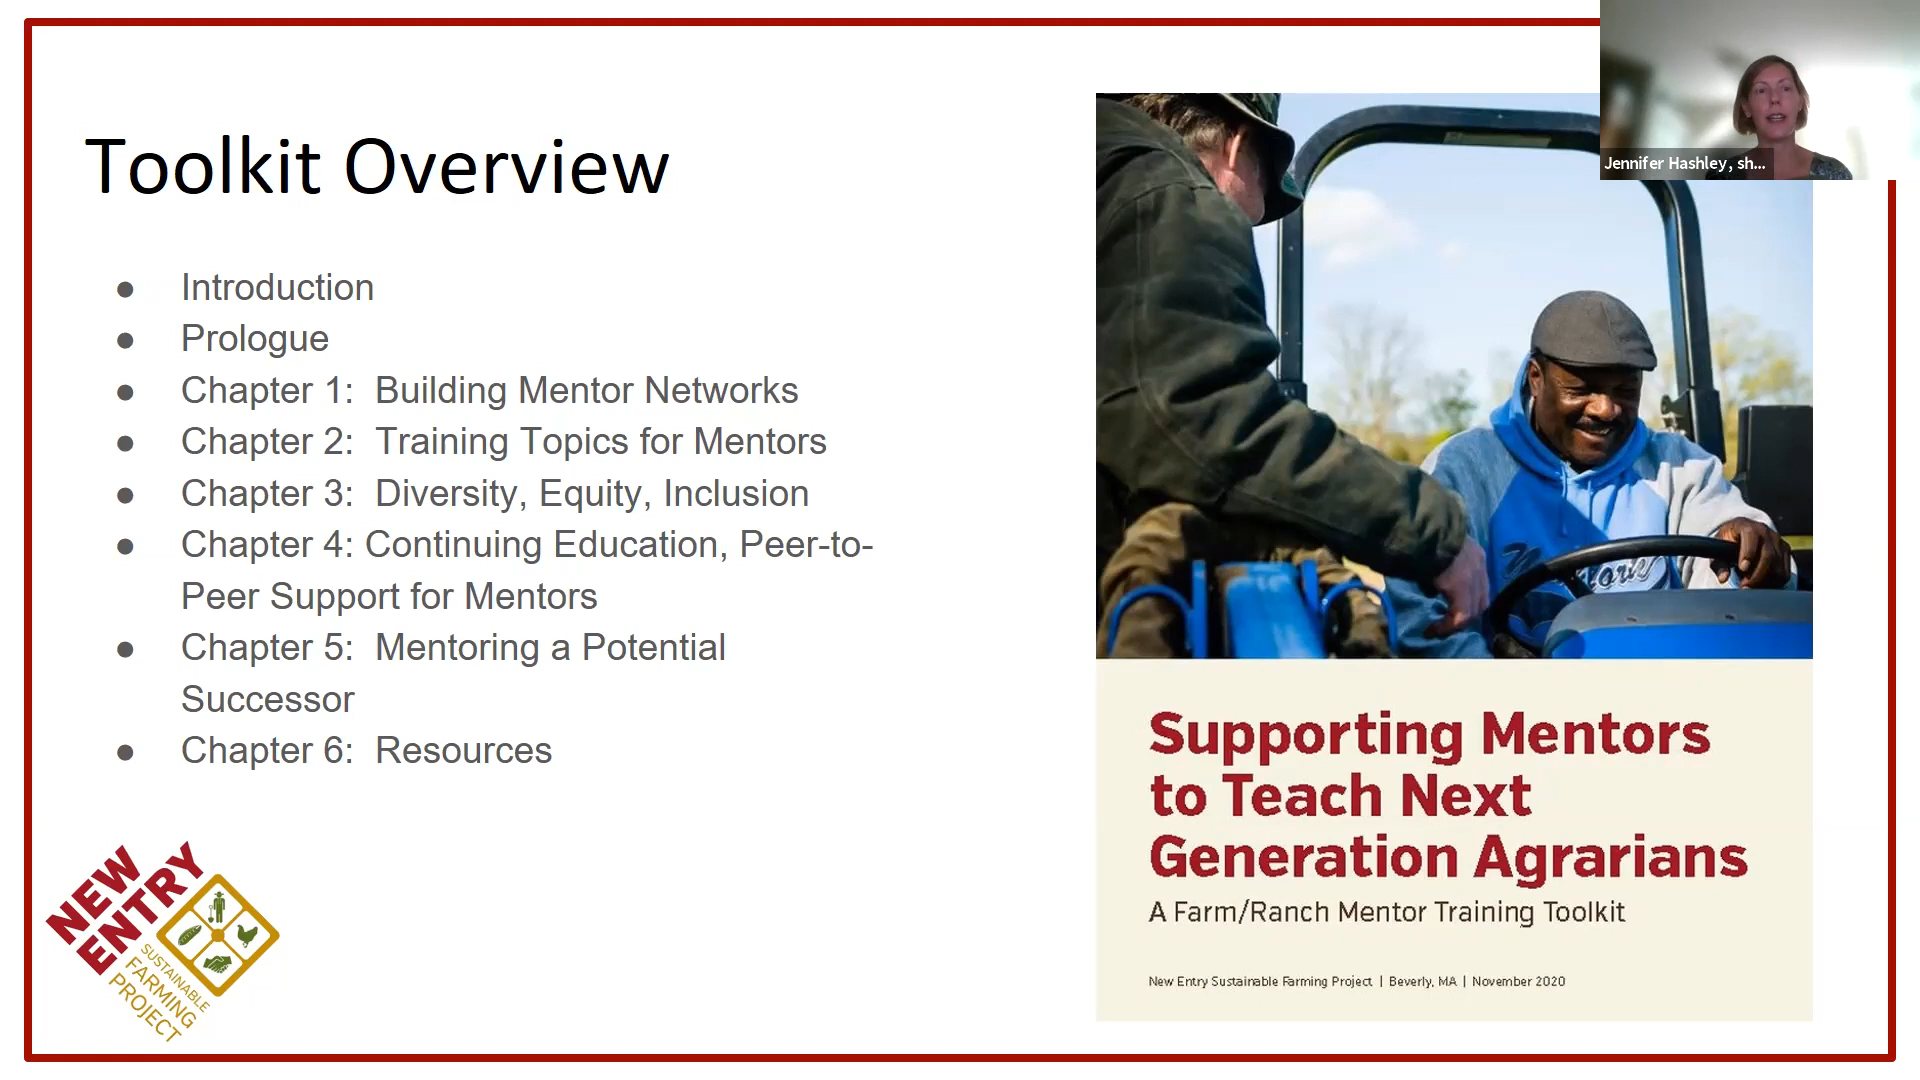 Toolkit Overview
● Introduction
● Prologue
● Chapter 1:  Building Mentor Networks
● Chapter 2:  Training Topics for Mentors
● Chapter 3:  Diversity, Equity, Inclusion
● Chapter 4: Continuing Education, Peer-to-
Peer Support for Mentors
● Chapter 5:  Mentoring a Potential
Successor
● Chapter 6:  Resources
NEW
ENTRY
SUSTAINABLE
FARMING
PROJECT
Jennifer Hashley, sh...
Supporting Mentors
to Teach Next
Generation Agrarians
A Farm/Ranch Mentor Training Toolkit
New Entry Sustainable Farming Project | Beverly, MA | November 2020